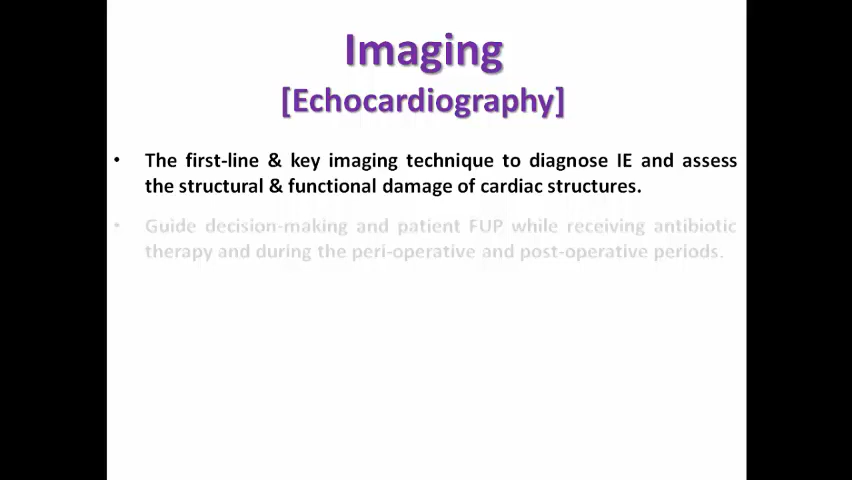 Imaging
[Echocardiography]
• The first-line & key imaging technique to diagnose IE and assess
the structural & functional damage of cardiac structures.
• Guide decision-making and patient FUP while receiving antibiotic
therapy and during the peri-operative and post-operative periods.